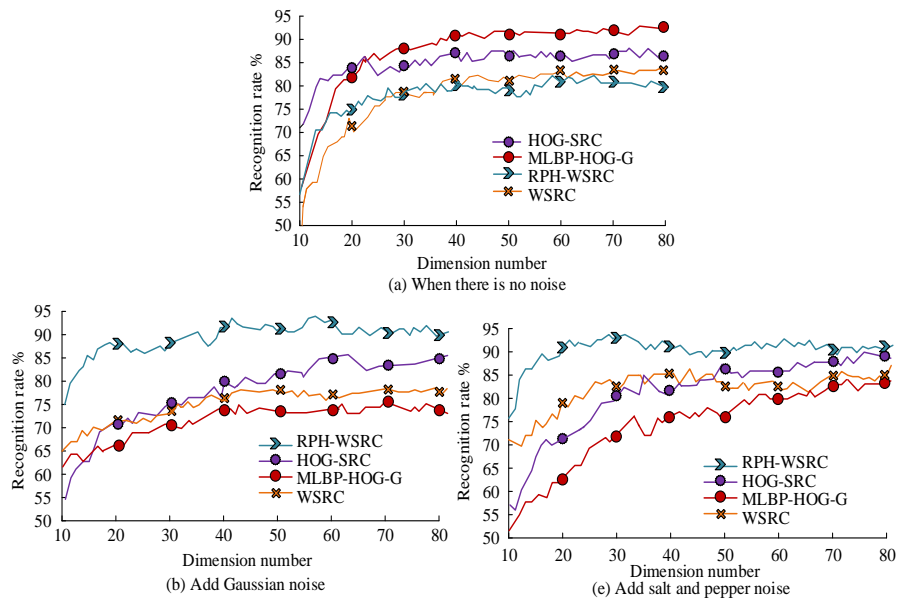 Recognition rate %
95
90
85
80
75
70
65
60
55
50
10 20 30 40 50 60 70 80
HOG-SRC
MLBP-HOG-G
RPH-WSRC
WSRC
Dimension number
(a) When there is no noise
Recognition rate %
95
90
85
80
75
70
65
60
55
50
10 20 30 40 50 60 70 80
RPH-WSRC
HOG-SRC
MLBP-HOG-G
WSRC
Dimension number
(b) Add Gaussian noise
Recognition rate %
95
90
85
80
75
70
65
60
55
50
10 20 30 40 50 60 70 80
RPH-WSRC
HOG-SRC
MLBP-HOG-G
WSRC
Dimension number
(e) Add salt and pepper noise